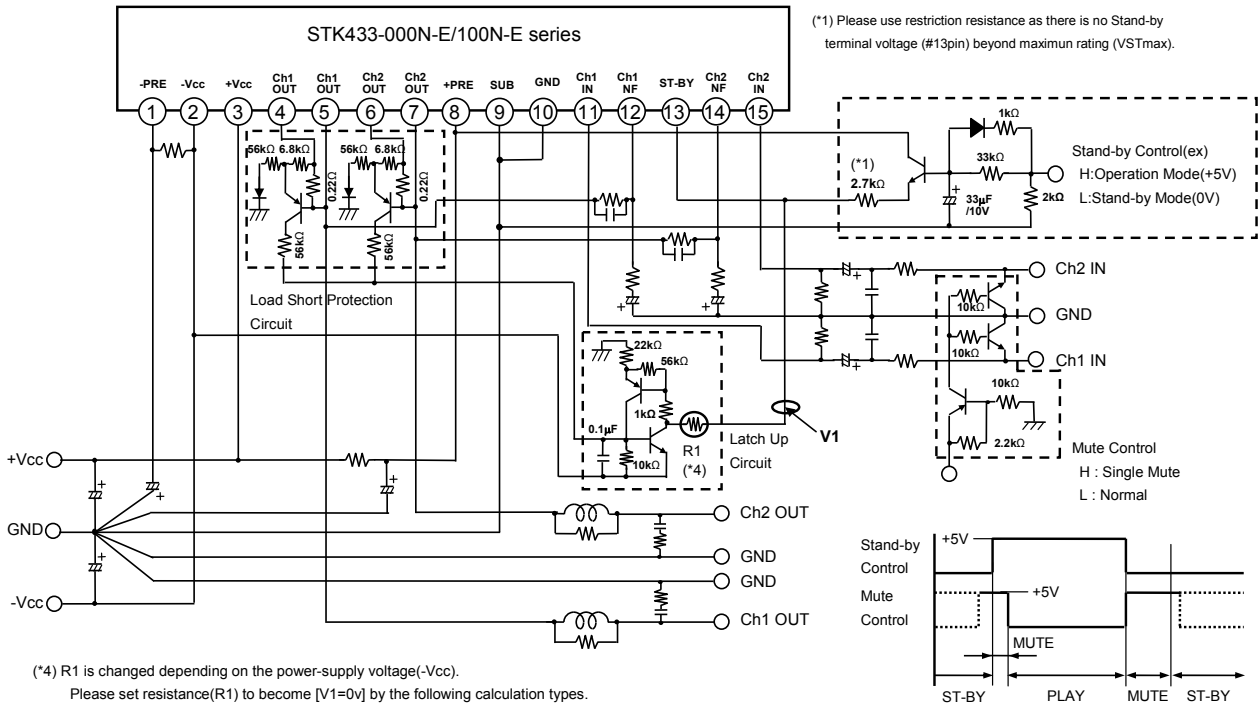 STK433-000N-E/100N-E series
(*1) Please use restriction resistance as there is no Stand-by
terminal voltage (#13pin) beyond maximun rating (VSTmax).
-PRE
-Vcc
+Vcc
Ch1 OUT
Ch1 OUT
Ch2 OUT
Ch2 OUT
+PRE
SUB
GND
Ch1 IN
Ch1 NF
ST-BY
Ch2 NF
Ch2 IN
1
2
3
4
5
6
7
8
9
10
11
12
13
14
15
56kΩ
6.8kΩ
56kΩ
6.8kΩ
0.22Ω
0.22Ω
56kΩ
56kΩ
Load Short Protection
Circuit
(*1)
2.7kΩ
1kΩ
33kΩ
33μF
/10V
2kΩ
Stand-by Control(ex)
H:Operation Mode(+5V)
L:Stand-by Mode(0V)
+
+
+
+
+
Ch2 IN
GND
Ch1 IN
10kΩ
10kΩ
10kΩ
2.2kΩ
Mute Control
H : Single Mute
L : Normal
22kΩ
56kΩ
1kΩ
0.1μF
10kΩ
R1
(*4)
Latch Up
Circuit
V1
+Vcc
GND
-Vcc
+
+
+
+
Ch2 OUT
GND
GND
Ch1 OUT
Stand-by
Control
+5V
Mute
Control
+5V
MUTE
ST-BY
PLAY
MUTE
ST-BY
(*4) R1 is changed depending on the power-supply voltage(-Vcc).
Please set resistance(R1) to become [V1=0v] by the following calculation types.